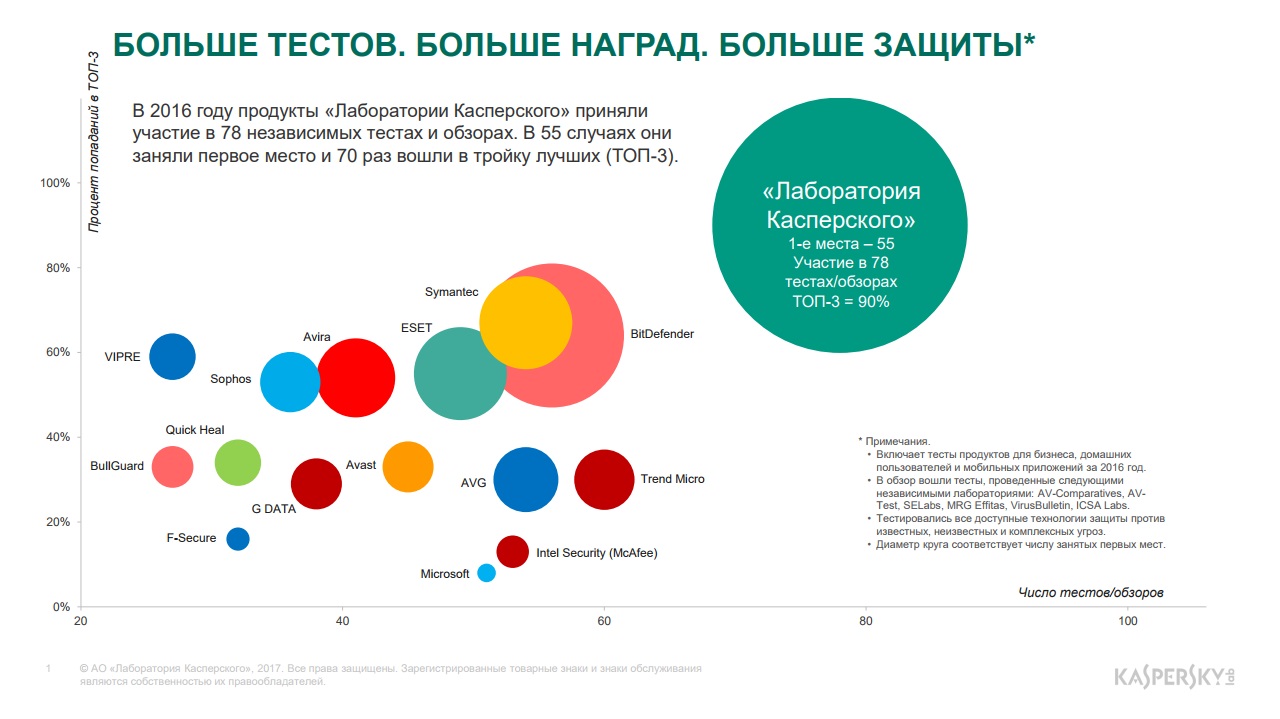 БОЛЬШЕ ТЕСТОВ. БОЛЬШЕ НАГРАД. БОЛЬШЕ ЗАЩИТЫ*
Процент попаданий в ТОП-3
В 2016 году продукты «Лаборатории Касперского» приняли
участие в 78 независимых тестах и обзорах. В 55 случаях они
заняли первое место и 70 раз вошли в тройку лучших (ТОП-3).
«Лаборатория
Касперского»
1-е места – 55
Участие в 78
тестах/обзорах
ТОП-3 = 90%
100%
80%
60%
40%
20%
0%
Symantec
BitDefender
ESET
Avira
VIPRE
Sophos
Quick Heal
BullGuard
Avast
G DATA
AVG
Trend Micro
F-Secure
Intel Security (McAfee)
Microsoft
* Примечания.
• Включает тесты продуктов для бизнеса, домашних
пользователей и мобильных приложений за 2016 год.
• В обзор вошли тесты, проведенные следующими
независимыми лабораториями: AV-Comparatives, AV-
Test, SELabs, MRG Effitas, VirusBulletin, ICSA Labs.
• Тестировались все доступные технологии защиты против
известных, неизвестных и комплексных угроз.
• Диаметр круга соответствует числу занятых первых мест.
Число тестов/обзоров
20 40 60 80 100
1
© АО «Лаборатория Касперского», 2017. Все права защищены. Зарегистрированные товарные знаки и знаки обслуживания
являются собственностью их правообладателей.
KASPERSKY lab